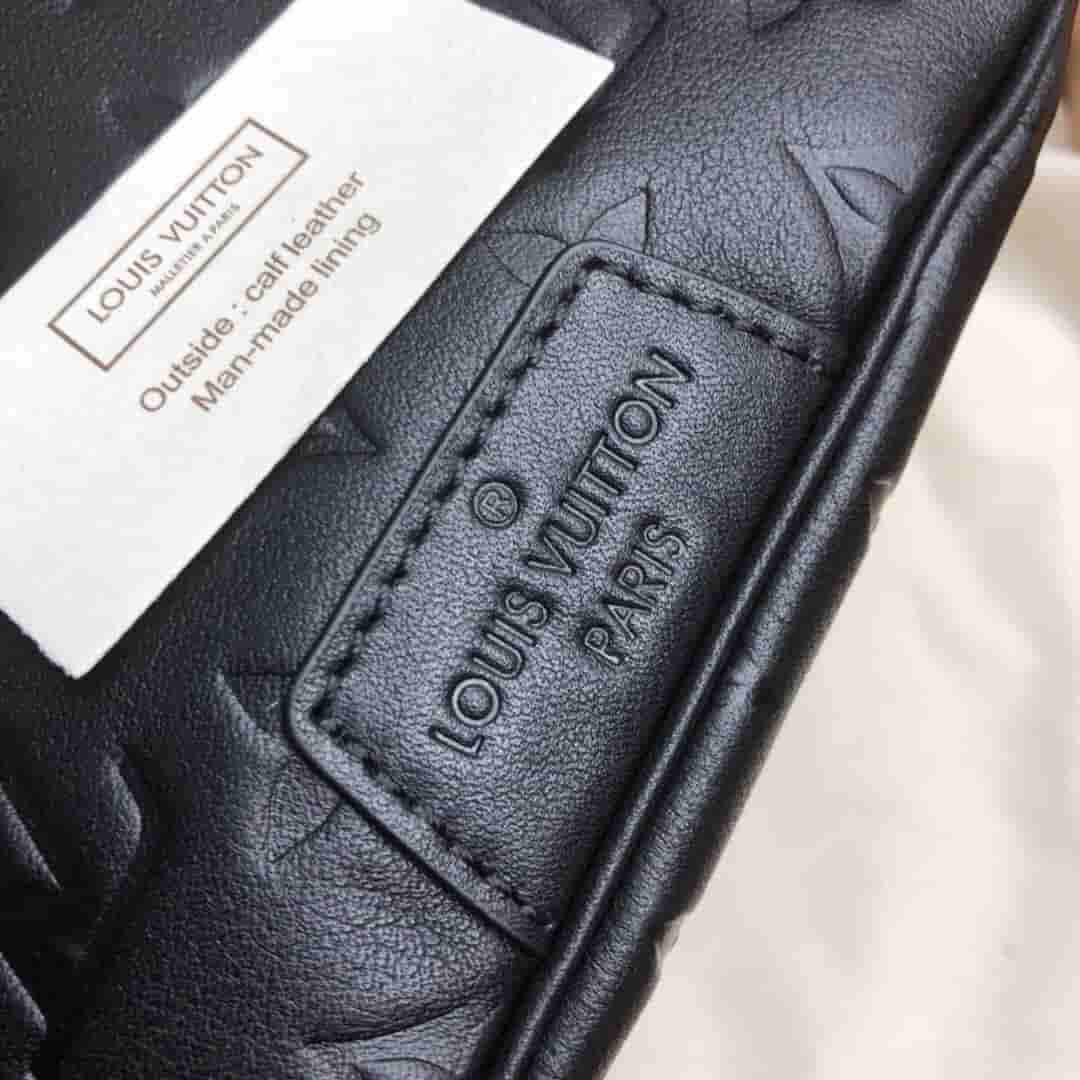 LOUIS VUITTON
MALLETIER A PARIS
Outside : calf leather
Man-made lining
®
LOUIS VUITTON
PARIS